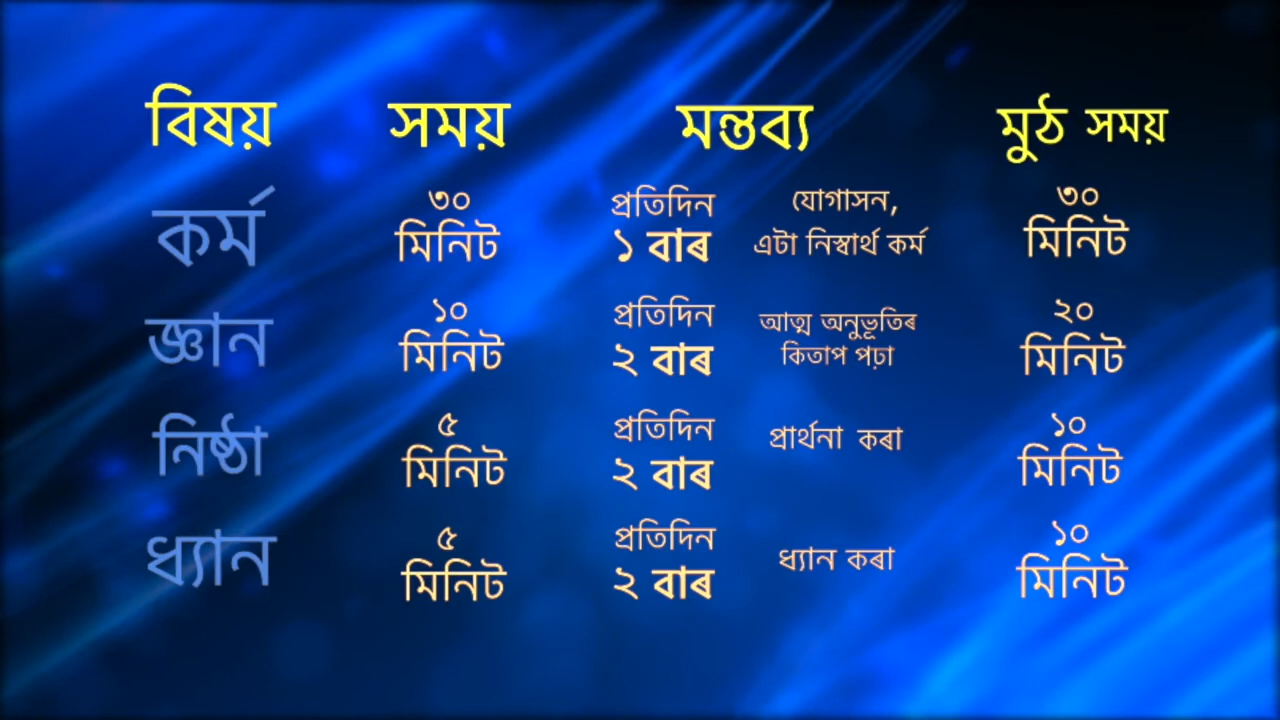 বিষয় সময় মন্তব্য মুঠ সময়
কৰ্ম ৩০ মিনিট প্ৰতিদিন ১ বাৰ যোগাসন, এটা নিস্বাৰ্থ কৰ্ম ৩০ মিনিট
জ্ঞান ১০ মিনিট প্ৰতিদিন ২ বাৰ আত্ম অনুভূতিৰ কিতাপ পঢ়া ২০ মিনিট
নিষ্ঠা ৫ মিনিট প্ৰতিদিন ২ বাৰ প্ৰাৰ্থনা কৰা ১০ মিনিট
ধ্যান ৫ মিনিট প্ৰতিদিন ২ বাৰ ধ্যান কৰা ১০ মিনিট